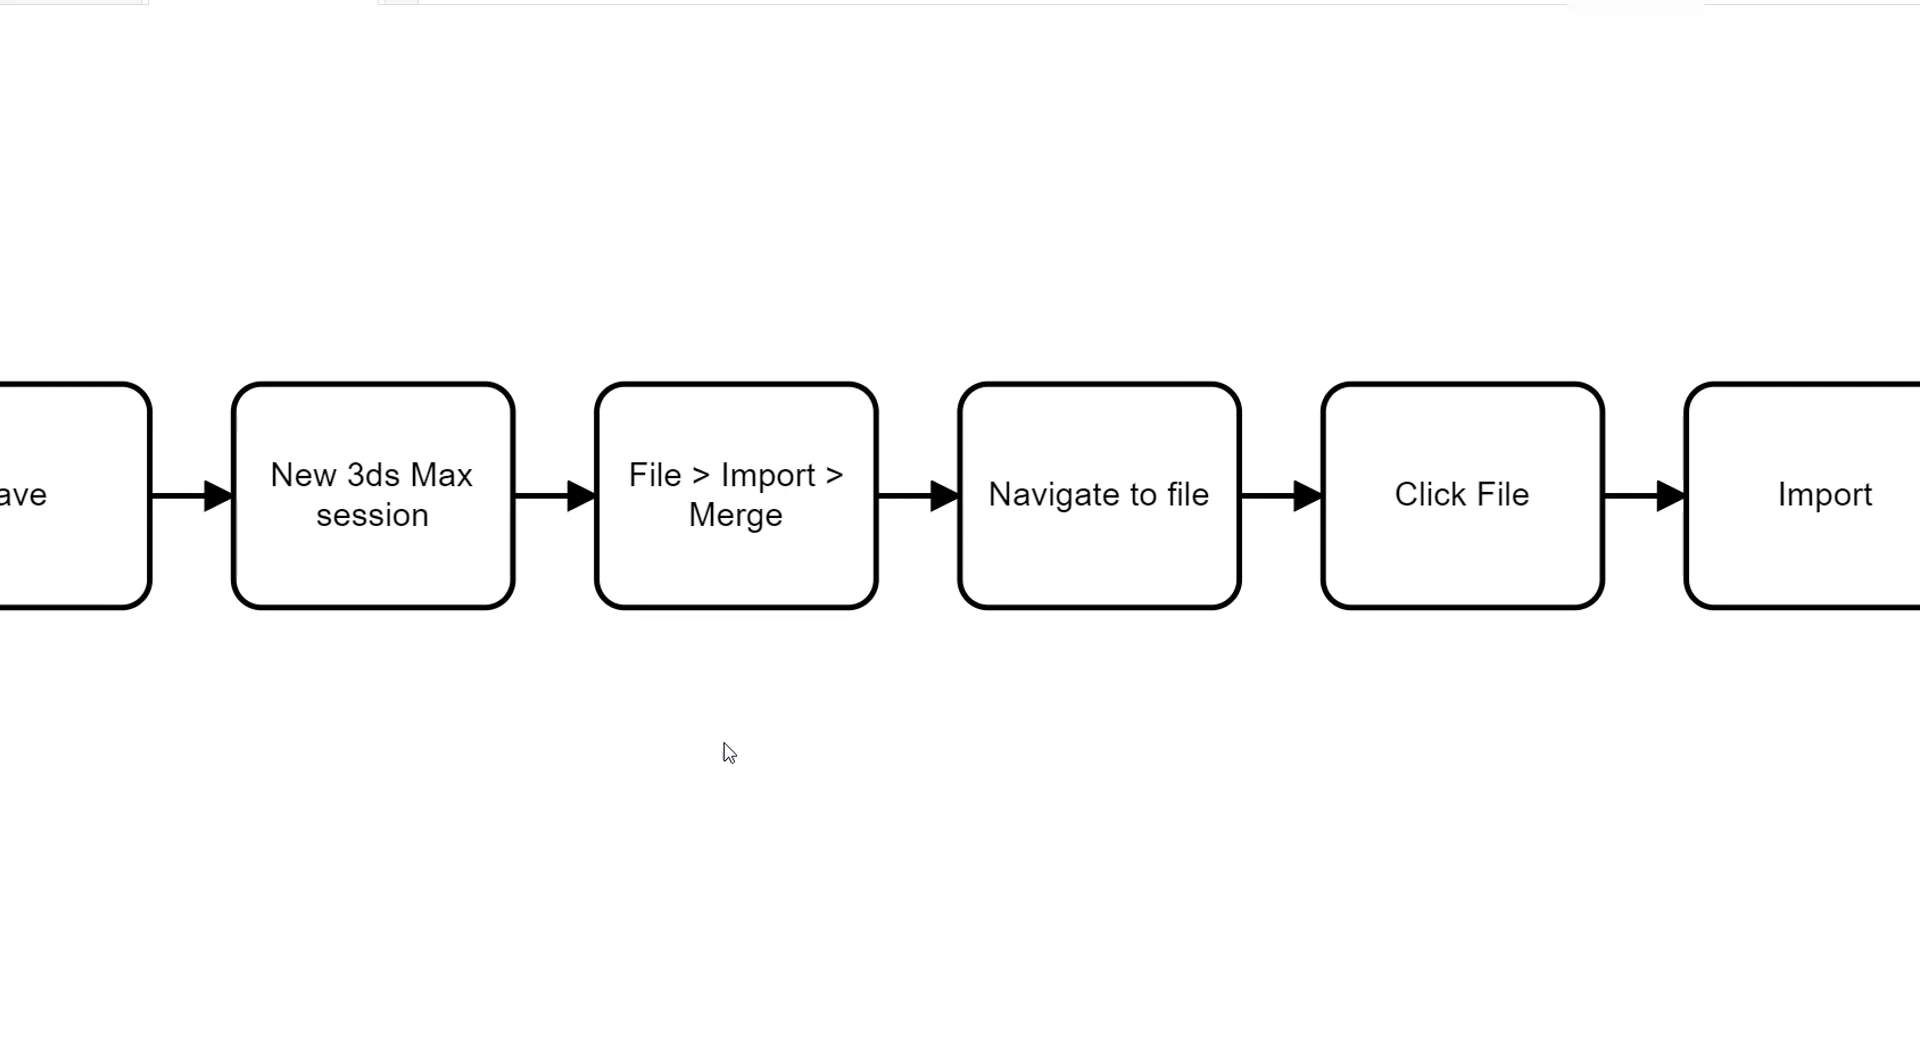 ave
New 3ds Max
session
File > Import >
Merge
Navigate to file
Click File
Import